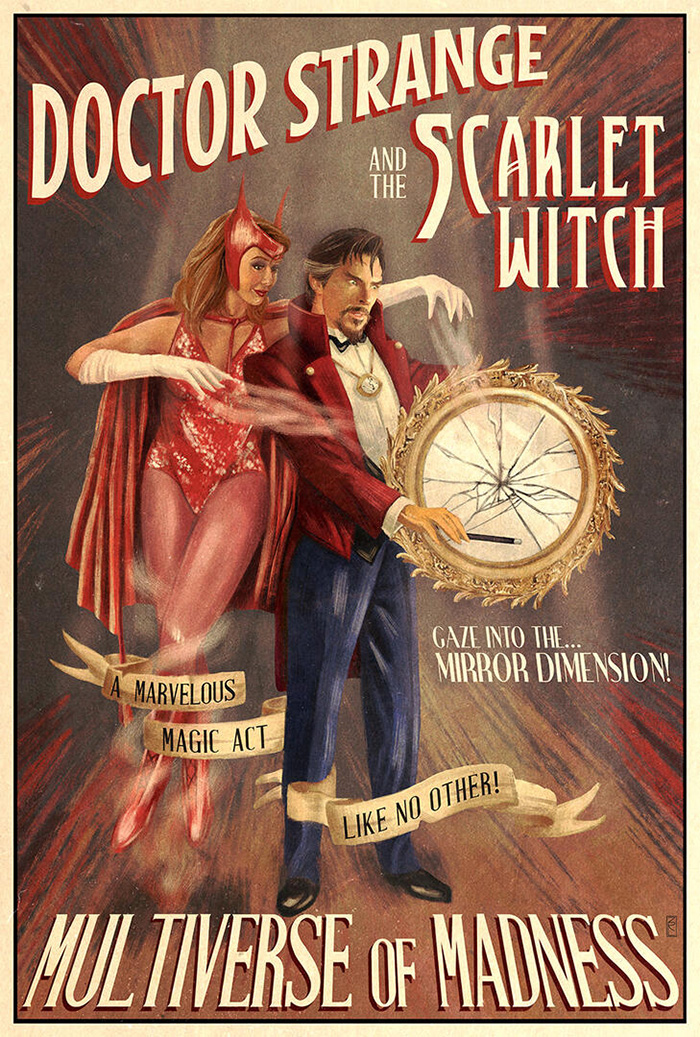 DOCTOR STRANGE
AND
THE
SCARLET
WITCH
GAZE INTO THE...
MIRROR DIMENSION!
A MARVELOUS
MAGIC ACT
LIKE NO OTHER!
MULTIVERSE OF MADNESS